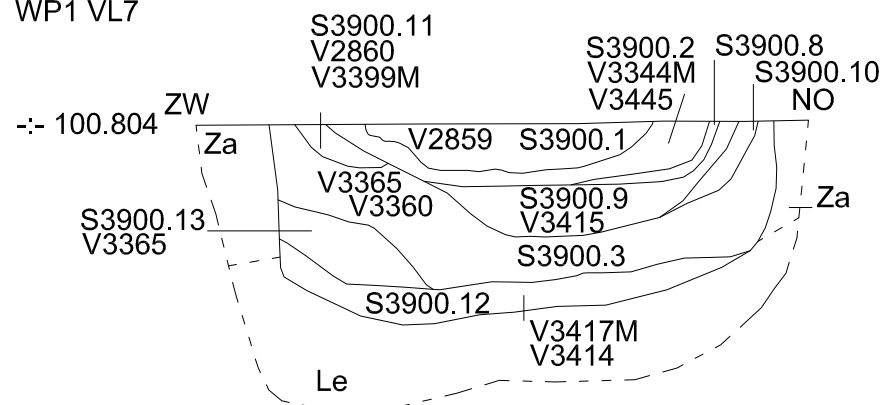 WP1 VL7
S3900.11
V2860
V3399M
S3900.2
V3344M
V3445
S3900.8
S3900.10
ZW
NO
-:- 100.804
Za
V2859
S3900.1
V3365
V3360
S3900.9
V3415
Za
S3900.13
V3365
S3900.3
S3900.12
V3417M
V3414
Le